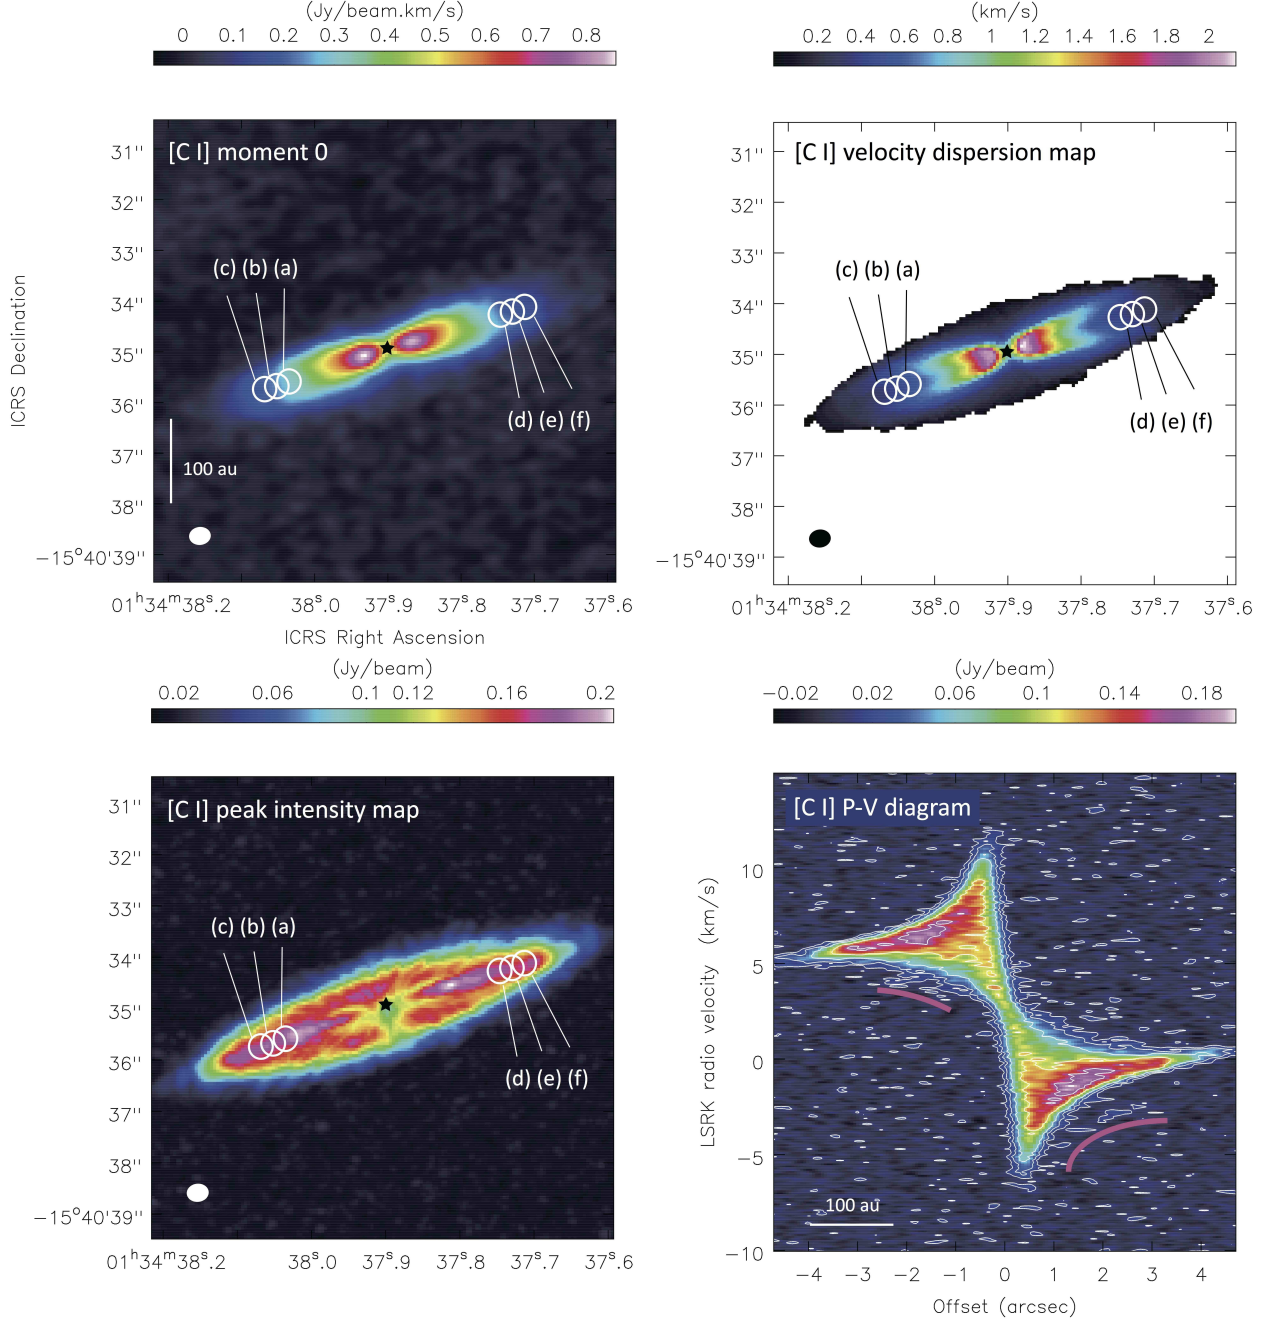 (Jy/beam.km/s)
0 0.1 0.2 0.3 0.4 0.5 0.6 0.7 0.8
[C I] moment 0
31''
32''
33''
34''
35''
36''
37''
38''
−15°40'39''
(c) (b) (a)
(d) (e) (f)
100 au
ICRS Declination
01ʰ34ᵐ38ˢ.2 38ˢ.0 37ˢ.9 37ˢ.8 37ˢ.7 37ˢ.6
ICRS Right Ascension
(km/s)
0.2 0.4 0.6 0.8 1 1.2 1.4 1.6 1.8 2
[C I] velocity dispersion map
31''
32''
33''
34''
35''
36''
37''
38''
−15°40'39''
(c) (b) (a)
(d) (e) (f)
01ʰ34ᵐ38ˢ.2 38ˢ.0 37ˢ.9 37ˢ.8 37ˢ.7 37ˢ.6
(Jy/beam)
0.02 0.06 0.1 0.12 0.16 0.2
[C I] peak intensity map
31''
32''
33''
34''
35''
36''
37''
38''
−15°40'39''
(c) (b) (a)
(d) (e) (f)
01ʰ34ᵐ38ˢ.2 38ˢ.0 37ˢ.9 37ˢ.8 37ˢ.7 37ˢ.6
(Jy/beam)
−0.02 0.02 0.06 0.1 0.14 0.18
[C I] P-V diagram
LSRK radio velocity (km/s)
10
5
0
−5
−10
100 au
−4 −3 −2 −1 0 1 2 3 4
Offset (arcsec)